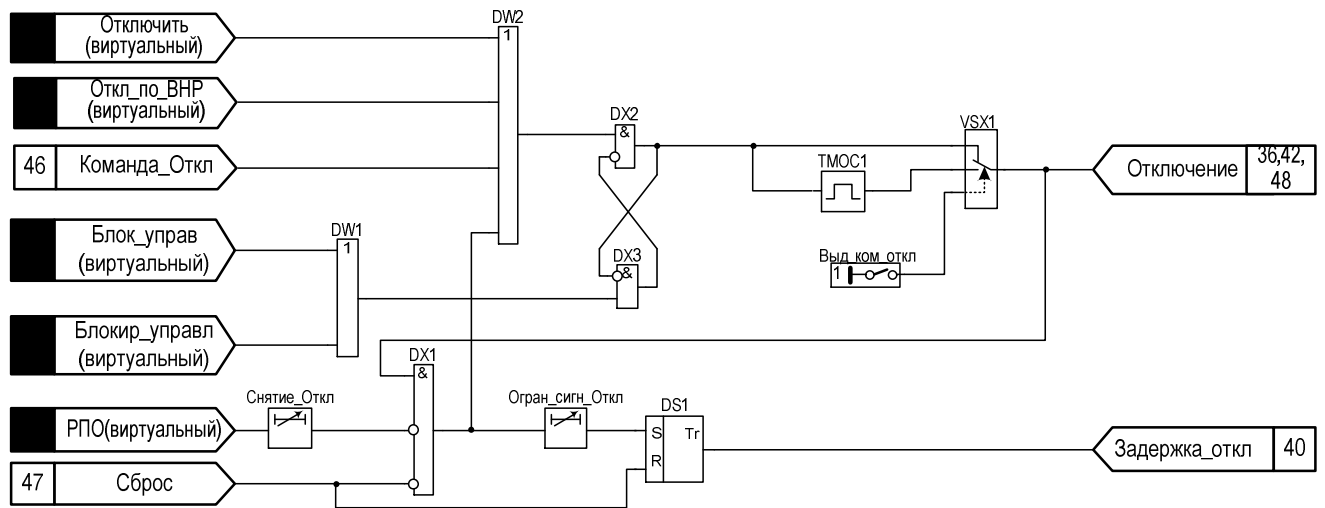 Отключить
(виртуальный)
DW2
1
Откл_по_ВНР
(виртуальный)
46 Команда_Откл
DX2
&
TMOC1
VSX1
Отключение 36,42,
48
Блок_управ
(виртуальный)
DW1
1
DX3
&
Выд_ком_откл
1
Блокир_управл
(виртуальный)
DX1
&
Снятие_Откл
Огран_сигн_Откл
DS1
РПО(виртуальный)
S Tr
R
Задержка_откл 40
47 Сброс